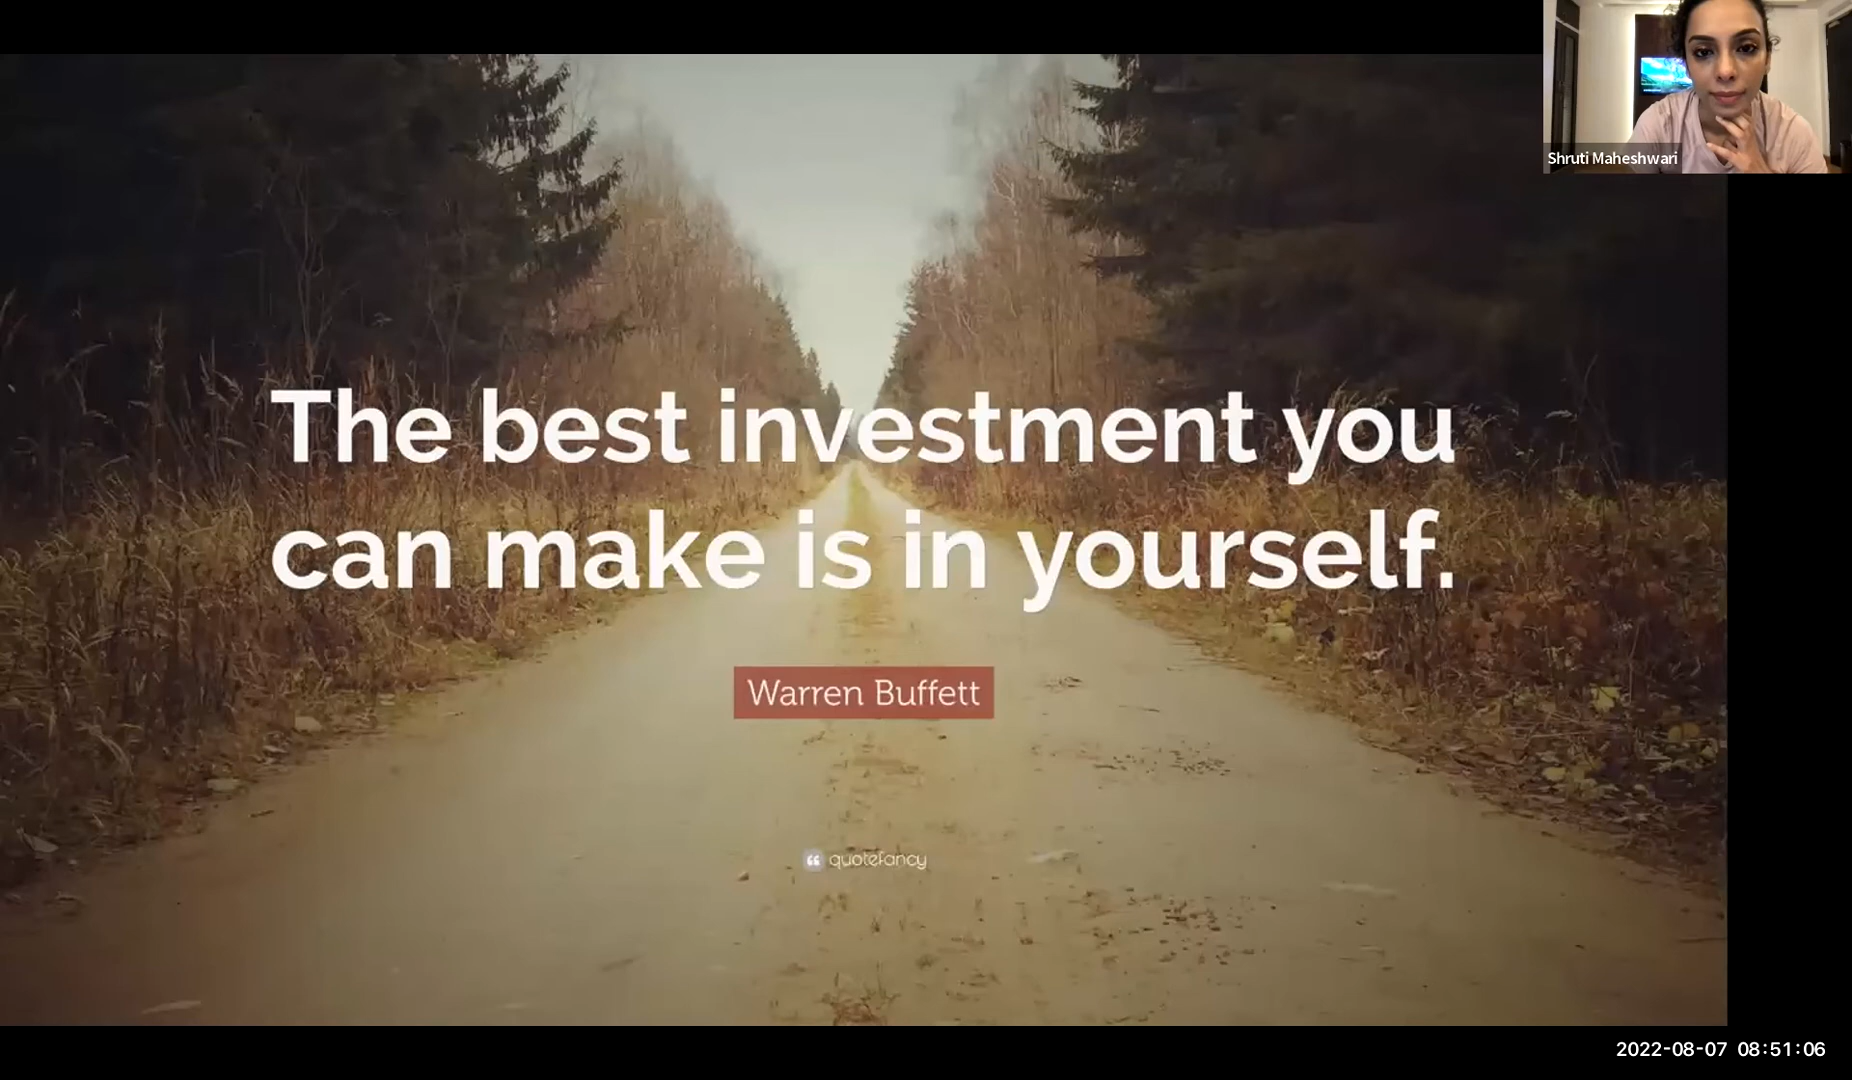 Shruti Maheshwari
The best investment you
can make is in yourself.
Warren Buffett
quotefancy
2022-08-07 08:51:06